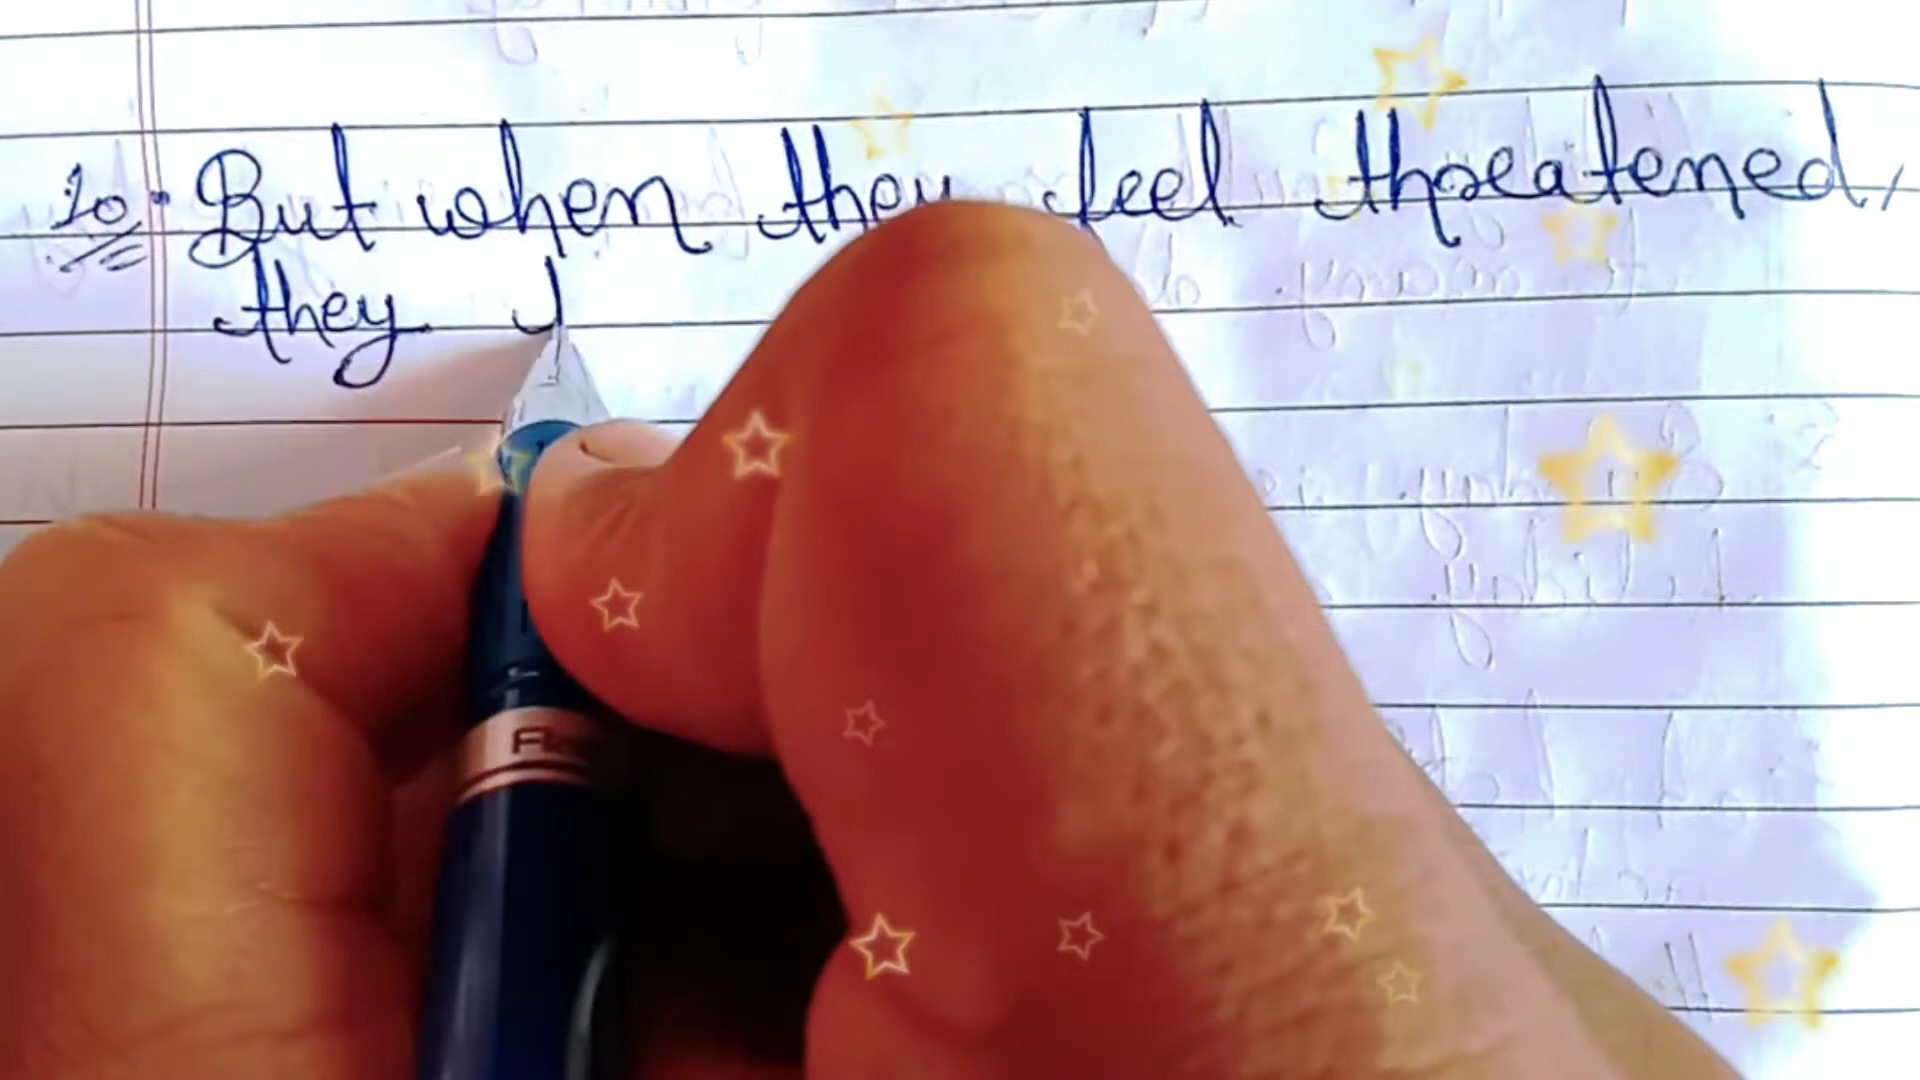 10. But when they feel threatened,
they